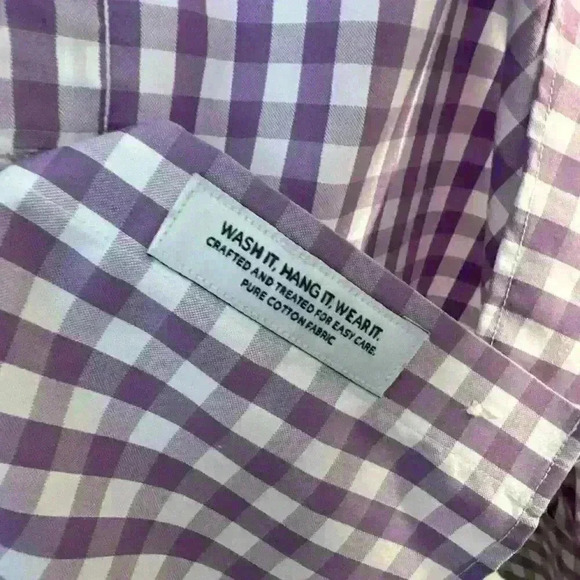 WASH IT, HANG IT, WEAR IT.
CRAFTED AND TREATED FOR EASY CARE.
PURE COTTON FABRIC